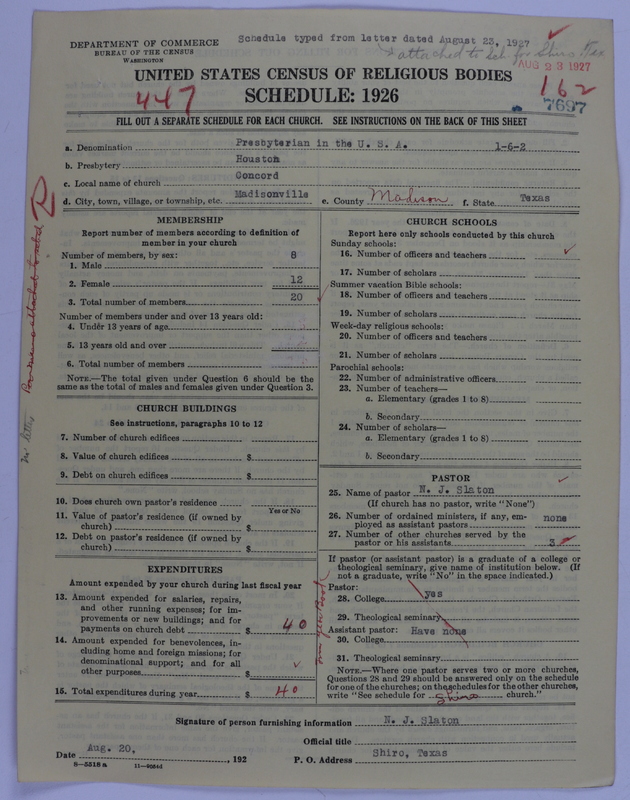 Schedule typed from letter dated August 23, 1927
DEPARTMENT OF COMMERCE
BUREAU OF THE CENSUS
WASHINGTON
attached to Sch. for Shiro, Tex
AUG 23 1927
UNITED STATES CENSUS OF RELIGIOUS BODIES
SCHEDULE: 1926
447
162
7697
FILL OUT A SEPARATE SCHEDULE FOR EACH CHURCH. SEE INSTRUCTIONS ON THE BACK OF THIS SHEET
a. Denomination Presbyterian in the U. S. A. 1-6-2
b. Presbytery Houston
c. Local name of church Concord
d. City, town, village, or township, etc. Madisonville e. County Madison f. State Texas
MEMBERSHIP
Report number of members according to definition of
member in your church
Number of members, by sex:
1. Male 8
2. Female 12
3. Total number of members 20
Number of members under and over 13 years old:
4. Under 13 years of age
5. 13 years old and over
6. Total number of members
NOTE.—The total given under Question 6 should be
same as the total of males and females given under Question 3.
CHURCH BUILDINGS
See instructions, paragraphs 10 to 12
7. Number of church edifices
8. Value of church edifices $
9. Debt on church edifices $
10. Does church own pastor's residence
Yes or No
11. Value of pastor's residence (if owned by
church) $
12. Debt on pastor's residence (if owned by
church) $
EXPENDITURES
Amount expended by your church during last fiscal year
13. Amount expended for salaries, repairs,
and other running expenses; for im-
provements or new buildings; and for
payments on church debt $ 40
14. Amount expended for benevolences, in-
cluding home and foreign missions; for
denominational support; and for all
other purposes $
15. Total expenditures during year $ 40
CHURCH SCHOOLS
Report here only schools conducted by this church
Sunday schools:
16. Number of officers and teachers
17. Number of scholars
Summer vacation Bible schools:
18. Number of officers and teachers
19. Number of scholars
Week-day religious schools:
20. Number of officers and teachers
21. Number of scholars
Parochial schools:
22. Number of administrative officers
23. Number of teachers—
a. Elementary (grades 1 to 8)
b. Secondary
24. Number of scholars—
a. Elementary (grades 1 to 8)
b. Secondary
PASTOR
25. Name of pastor N. J. Slaton
(If church has no pastor, write "None")
26. Number of ordained ministers, if any, em-
ployed as assistant pastors none
27. Number of other churches served by the
pastor or his assistants 3
If pastor (or assistant pastor) is a graduate of a college or
theological seminary, give name of institution below. (If
not a graduate, write "No" in the space indicated.)
Pastor:
28. College yes
29. Theological seminary
Assistant pastor: Have none
30. College
31. Theological seminary
NOTE.—Where one pastor serves two or more churches,
Questions 28 and 29 should be answered only on the schedule
for one of the churches; on the schedules for the other churches,
write "See schedule for Shiro church."
from Year Book
Signature of person furnishing information N. J. Slaton
Official title
Date Aug. 20, , 192 P. O. Address Shiro, Texas
8—5518 a